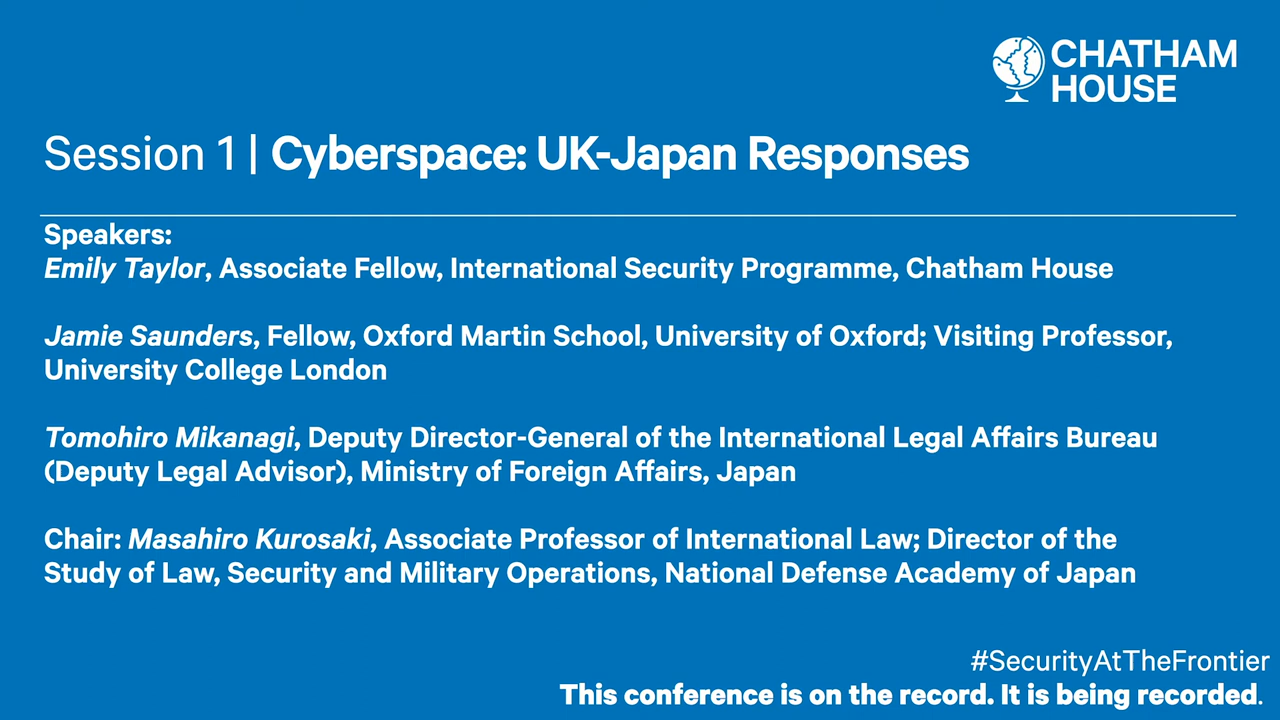 CHATHAM
HOUSE
Session 1 | Cyberspace: UK-Japan Responses
Speakers:
Emily Taylor, Associate Fellow, International Security Programme, Chatham House
Jamie Saunders, Fellow, Oxford Martin School, University of Oxford; Visiting Professor,
University College London
Tomohiro Mikanagi, Deputy Director-General of the International Legal Affairs Bureau
(Deputy Legal Advisor), Ministry of Foreign Affairs, Japan
Chair: Masahiro Kurosaki, Associate Professor of International Law; Director of the
Study of Law, Security and Military Operations, National Defense Academy of Japan
#SecurityAtTheFrontier
This conference is on the record. It is being recorded.